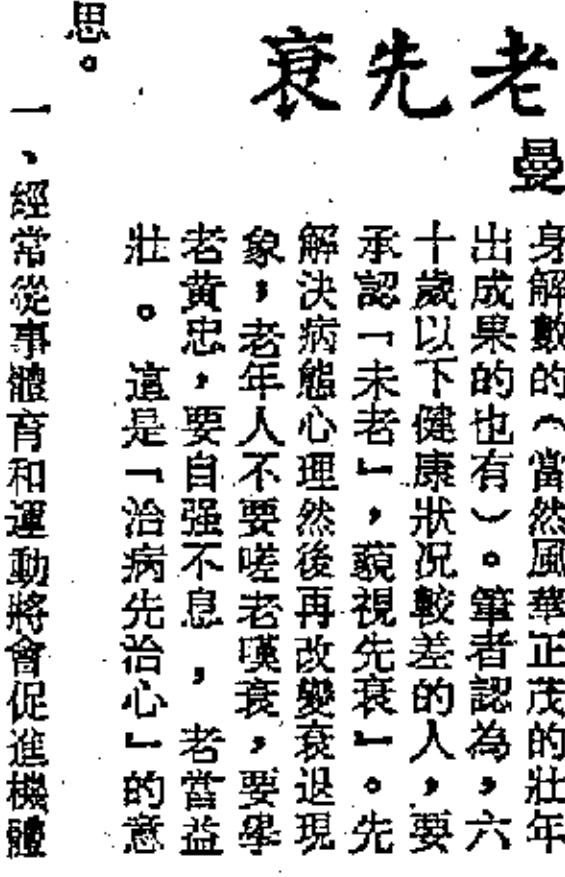 老先衰
曼
身解數的（當然風華正茂的壯年
出成果的也有）。筆者認為，六
十歲以下健康狀況較差的人，要
承認「未老」，藐視先衰」。先
解決病態心理然後再改變衰退現
象，老年人不要嗟老嘆衰，要學
老黃忠，要自强不息，老當益
壯。這是「治病先治心」的意
思。
一、經常從事體育和運動將會促進機體